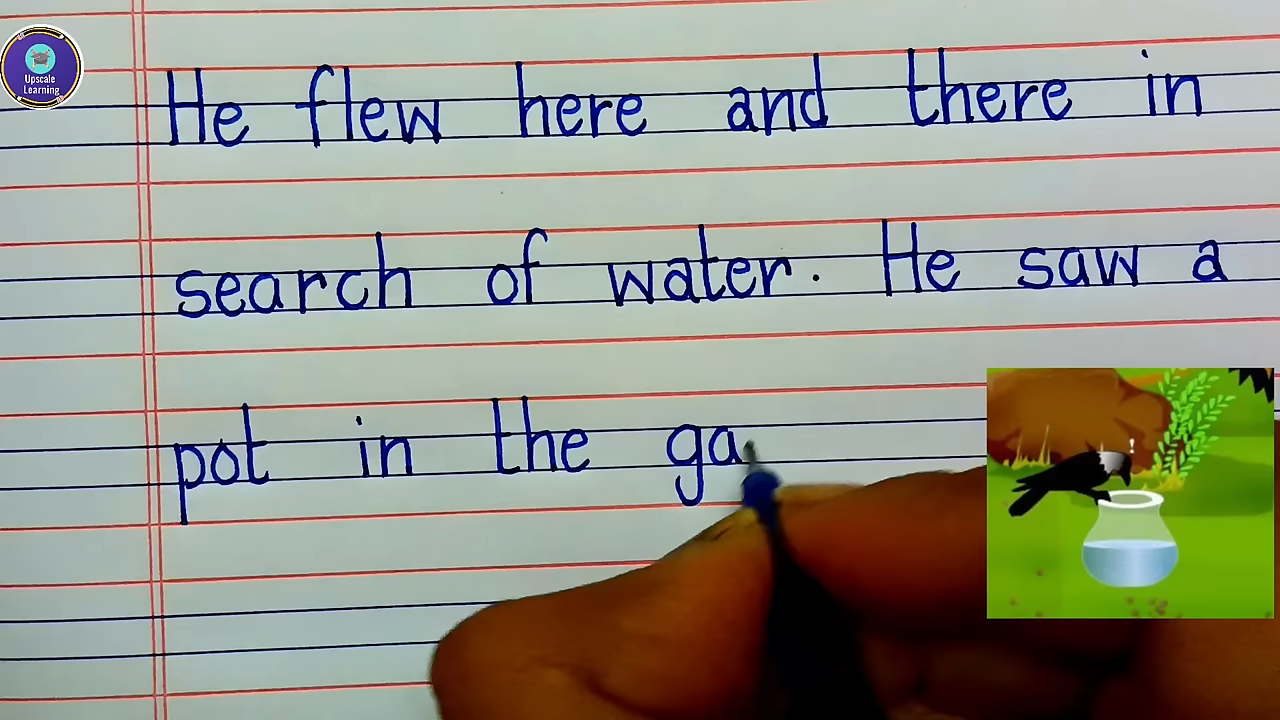 Upscale
Learning
He flew here and there in
search of water. He saw a
pot in the ga